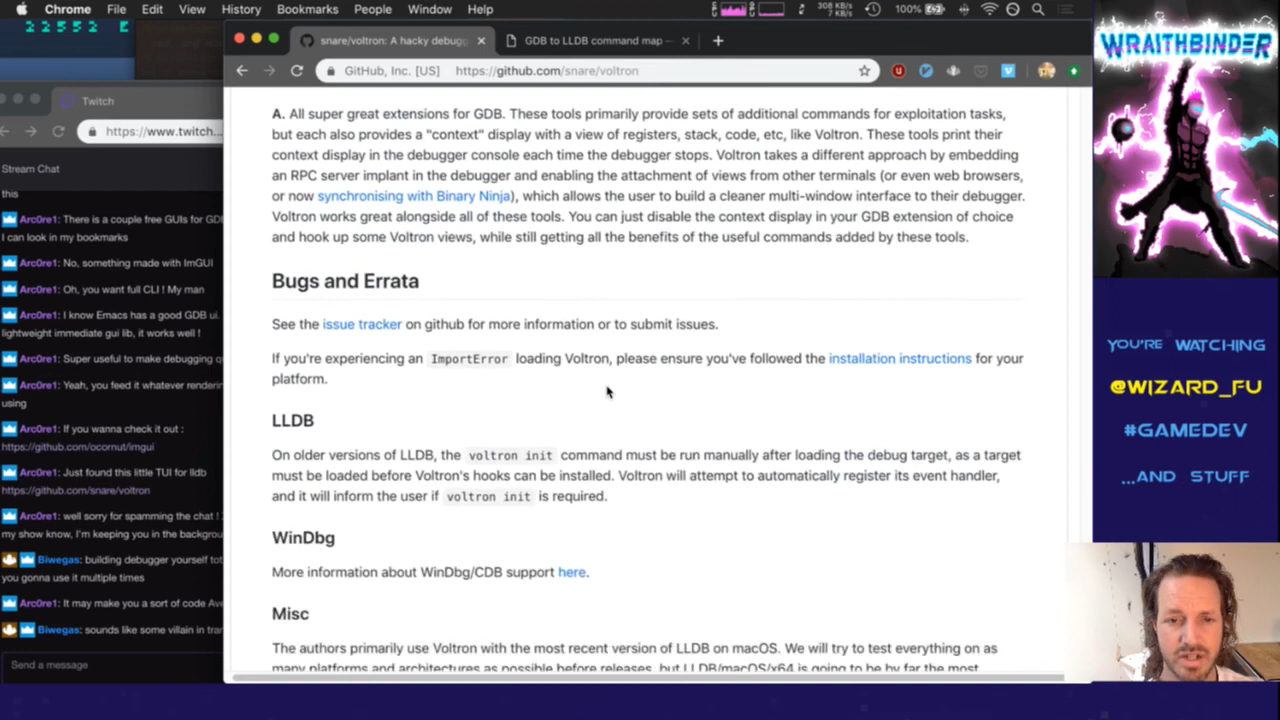 Chrome File Edit View History Bookmarks People Window Help
308 KB/s
7 KB/s
100%
22552 E
WRAITHBINDER
snare/voltron: A hacky debugg
GDB to LLDB command map —
GitHub, Inc. [US] https://github.com/snare/voltron
Twitch
https://www.twitch...
Stream Chat
this
Arc0re1: There is a couple free GUIs for GD
I can look in my bookmarks
Arc0re1: No, something made with ImGUI
Arc0re1: Oh, you want full CLI ! My man
Arc0re1: I know Emacs has a good GDB ui.
lightweight immediate gui lib, it works well !
Arc0re1: Super useful to make debugging
Arc0re1: Yeah, you feed it whatever renderin
using
Arc0re1: If you wanna check it out :
https://github.com/ocornut/imgui
Arc0re1: Just found this little TUI for lldb
https://github.com/snare/voltron
Arc0re1: well sorry for spamming the chat !
my show know, I'm keeping you in the backgrou
Biwegas: building debugger yourself tot
you gonna use it multiple times
Arc0re1: It may make you a sort of code Ave
Biwegas: sounds like some villain in tran
Send a message
A. All super great extensions for GDB. These tools primarily provide sets of additional commands for exploitation tasks,
but each also provides a "context" display with a view of registers, stack, code, etc, like Voltron. These tools print their
context display in the debugger console each time the debugger stops. Voltron takes a different approach by embedding
an RPC server implant in the debugger and enabling the attachment of views from other terminals (or even web browsers,
or now synchronising with Binary Ninja), which allows the user to build a cleaner multi-window interface to their debugger.
Voltron works great alongside all of these tools. You can just disable the context display in your GDB extension of choice
and hook up some Voltron views, while still getting all the benefits of the useful commands added by these tools.
Bugs and Errata
See the issue tracker on github for more information or to submit issues.
If you're experiencing an ImportError loading Voltron, please ensure you've followed the installation instructions for your
platform.
LLDB
On older versions of LLDB, the voltron init command must be run manually after loading the debug target, as a target
must be loaded before Voltron's hooks can be installed. Voltron will attempt to automatically register its event handler,
and it will inform the user if voltron init is required.
WinDbg
More information about WinDbg/CDB support here.
Misc
The authors primarily use Voltron with the most recent version of LLDB on macOS. We will try to test everything on as
many platforms and architectures as possible before releases, but LLDB/macOS/x64 is going to be by far the most
YOU'RE WATCHING
@WIZARD_FU
#GAMEDEV
...AND STUFF